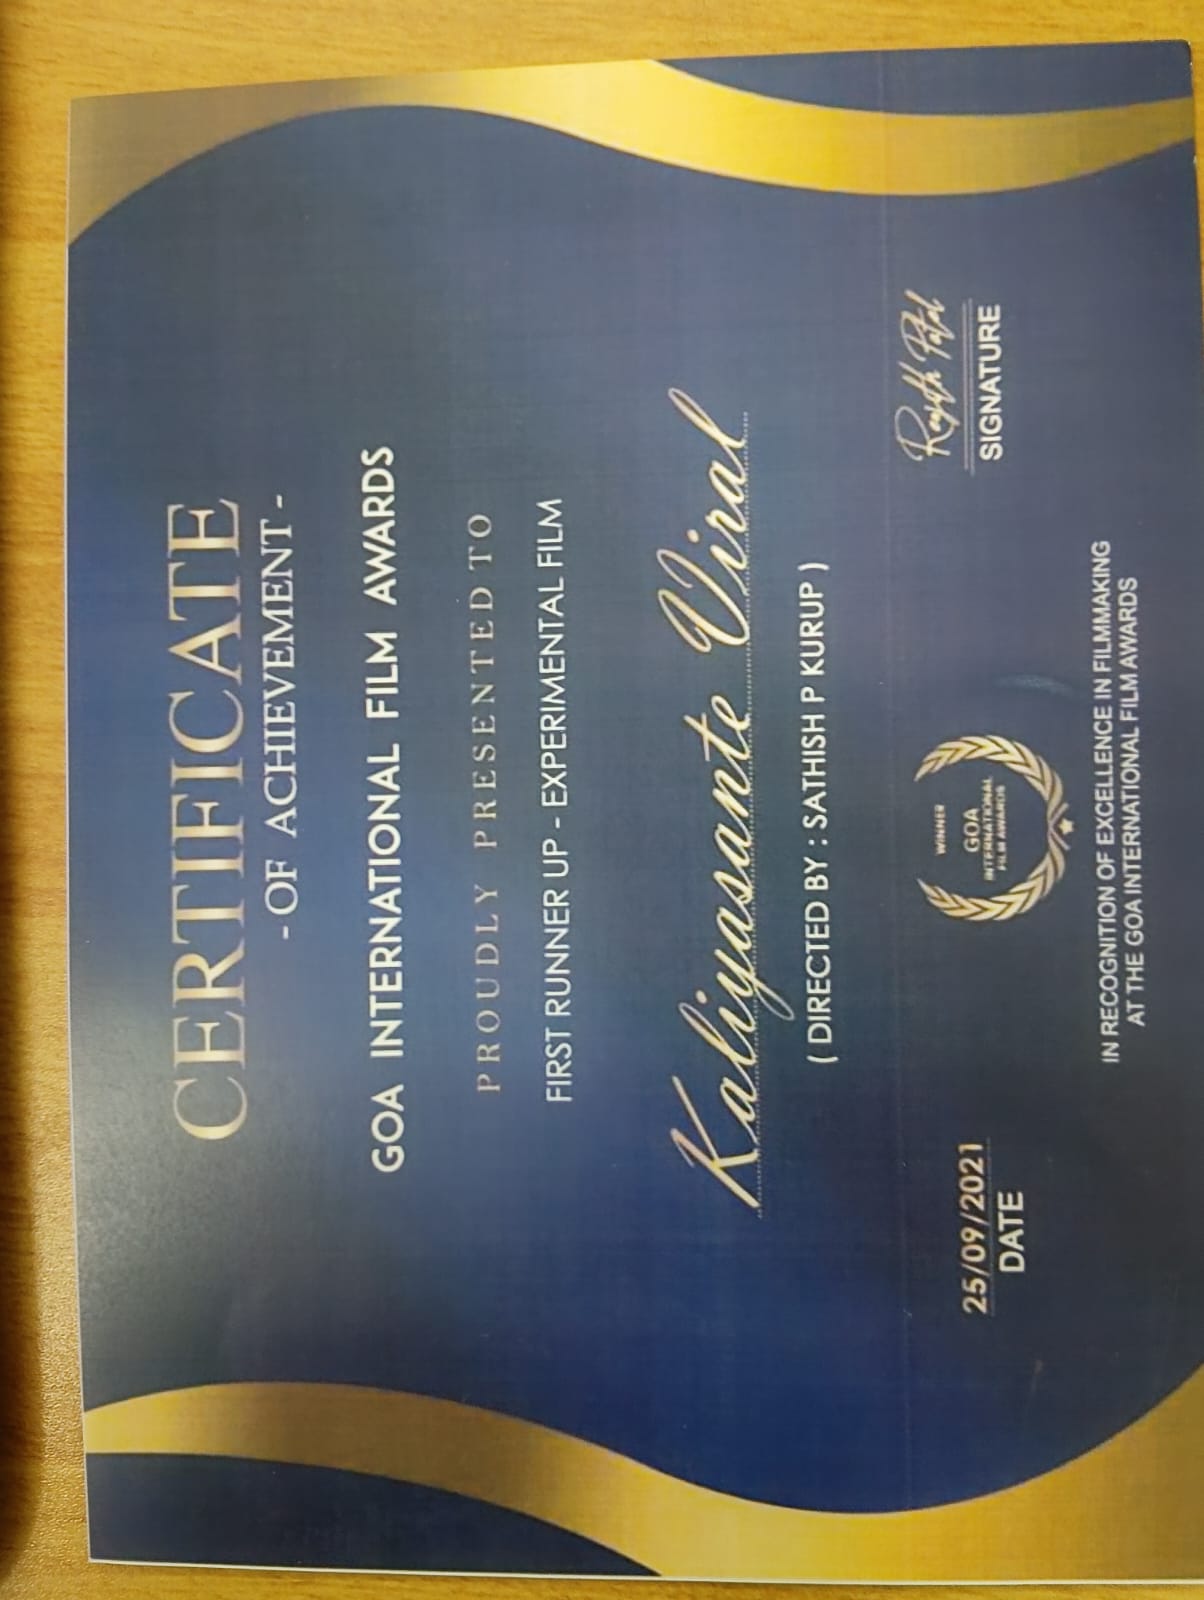 CERTIFICATE
- OF ACHIEVEMENT -
GOA INTERNATIONAL FILM AWARDS
PROUDLY PRESENTED TO
FIRST RUNNER UP - EXPERIMENTAL FILM
Kaliyasante Viral
( DIRECTED BY : SATHISH P KURUP )
25/09/2021
DATE
WINNER
GOA
INTERNATIONAL
FILM AWARDS
SIGNATURE
IN RECOGNITION OF EXCELLENCE IN FILMMAKING
AT THE GOA INTERNATIONAL FILM AWARDS